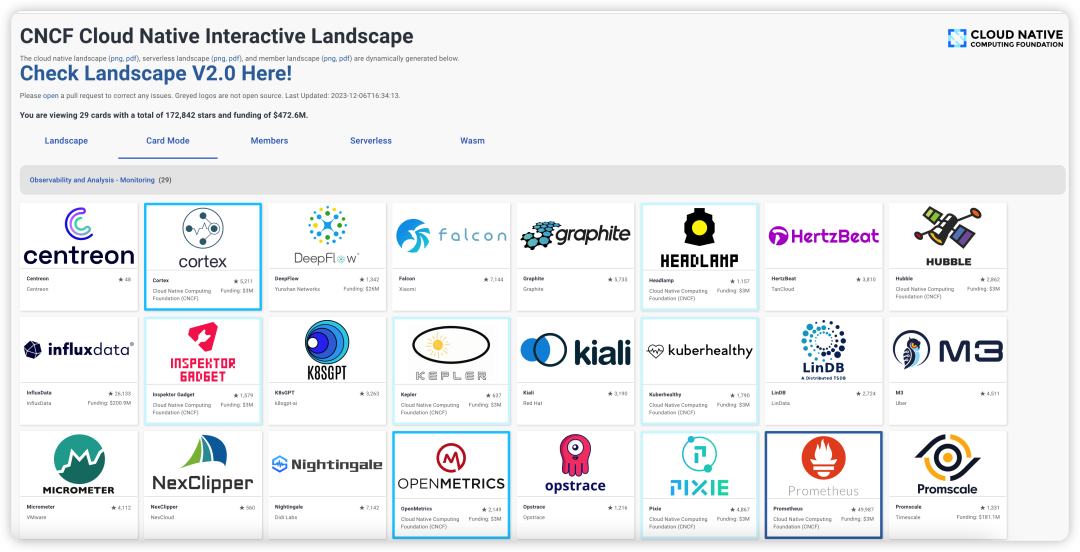 CNCF Cloud Native Interactive Landscape
CLOUD NATIVE
COMPUTING FOUNDATION
The cloud native landscape (png, pdf), serverless landscape (png, pdf), and member landscape (png, pdf) are dynamically generated below.
Check Landscape V2.0 Here!
Please open a pull request to correct any issues. Greyed logos are not open source. Last Updated: 2023-12-06T16:34:13.
You are viewing 29 cards with a total of 172,842 stars and funding of $472.6M.
Landscape Card Mode Members Serverless Wasm
Observability and Analysis - Monitoring (29)
centreon
Centreon ★ 48
Centreon
cortex
Cortex ★ 5,211
Cloud Native Computing Funding: $3M
Foundation (CNCF)
DeepFlow
DeepFlow ★ 1,342
Yunshan Networks Funding: $26M
falcon
Falcon ★ 7,144
Xiaomi
graphite
Graphite ★ 5,735
Graphite
HEADLAMP
Headlamp ★ 1,157
Cloud Native Computing Funding: $3M
Foundation (CNCF)
HertzBeat
HertzBeat ★ 3,810
TanCloud
HUBBLE
Hubble ★ 2,862
Cloud Native Computing Funding: $3M
Foundation (CNCF)
influxdata®
InfluxData ★ 26,133
InfluxData Funding: $200.9M
INSPEKTOR
GADGET
Inspektor Gadget ★ 1,579
Cloud Native Computing Funding: $3M
Foundation (CNCF)
K8SGPT
K8sGPT ★ 3,263
k8sgpt-ai
KEPLER
Kepler ★ 637
Cloud Native Computing Funding: $3M
Foundation (CNCF)
kiali
Kiali ★ 3,190
Red Hat
kuberhealthy
Kuberhealthy ★ 1,790
Cloud Native Computing Funding: $3M
Foundation (CNCF)
LinDB
A Distributed TSDB
LinDB ★ 2,724
LinData
M3
M3 ★ 4,511
Uber
MICROMETER
Micrometer ★ 4,112
VMware
NexClipper
NexClipper ★ 560
NexCloud
Nightingale
Nightingale ★ 7,142
Didi Labs
OPENMETRICS
OpenMetrics ★ 2,149
Cloud Native Computing Funding: $3M
Foundation (CNCF)
opstrace
Opstrace ★ 1,216
Opstrace
PIXIE
Pixie ★ 4,867
Cloud Native Computing Funding: $3M
Foundation (CNCF)
Prometheus
Prometheus ★ 49,987
Cloud Native Computing Funding: $3M
Foundation (CNCF)
Promscale
Promscale ★ 1,331
Timescale Funding: $181.1M